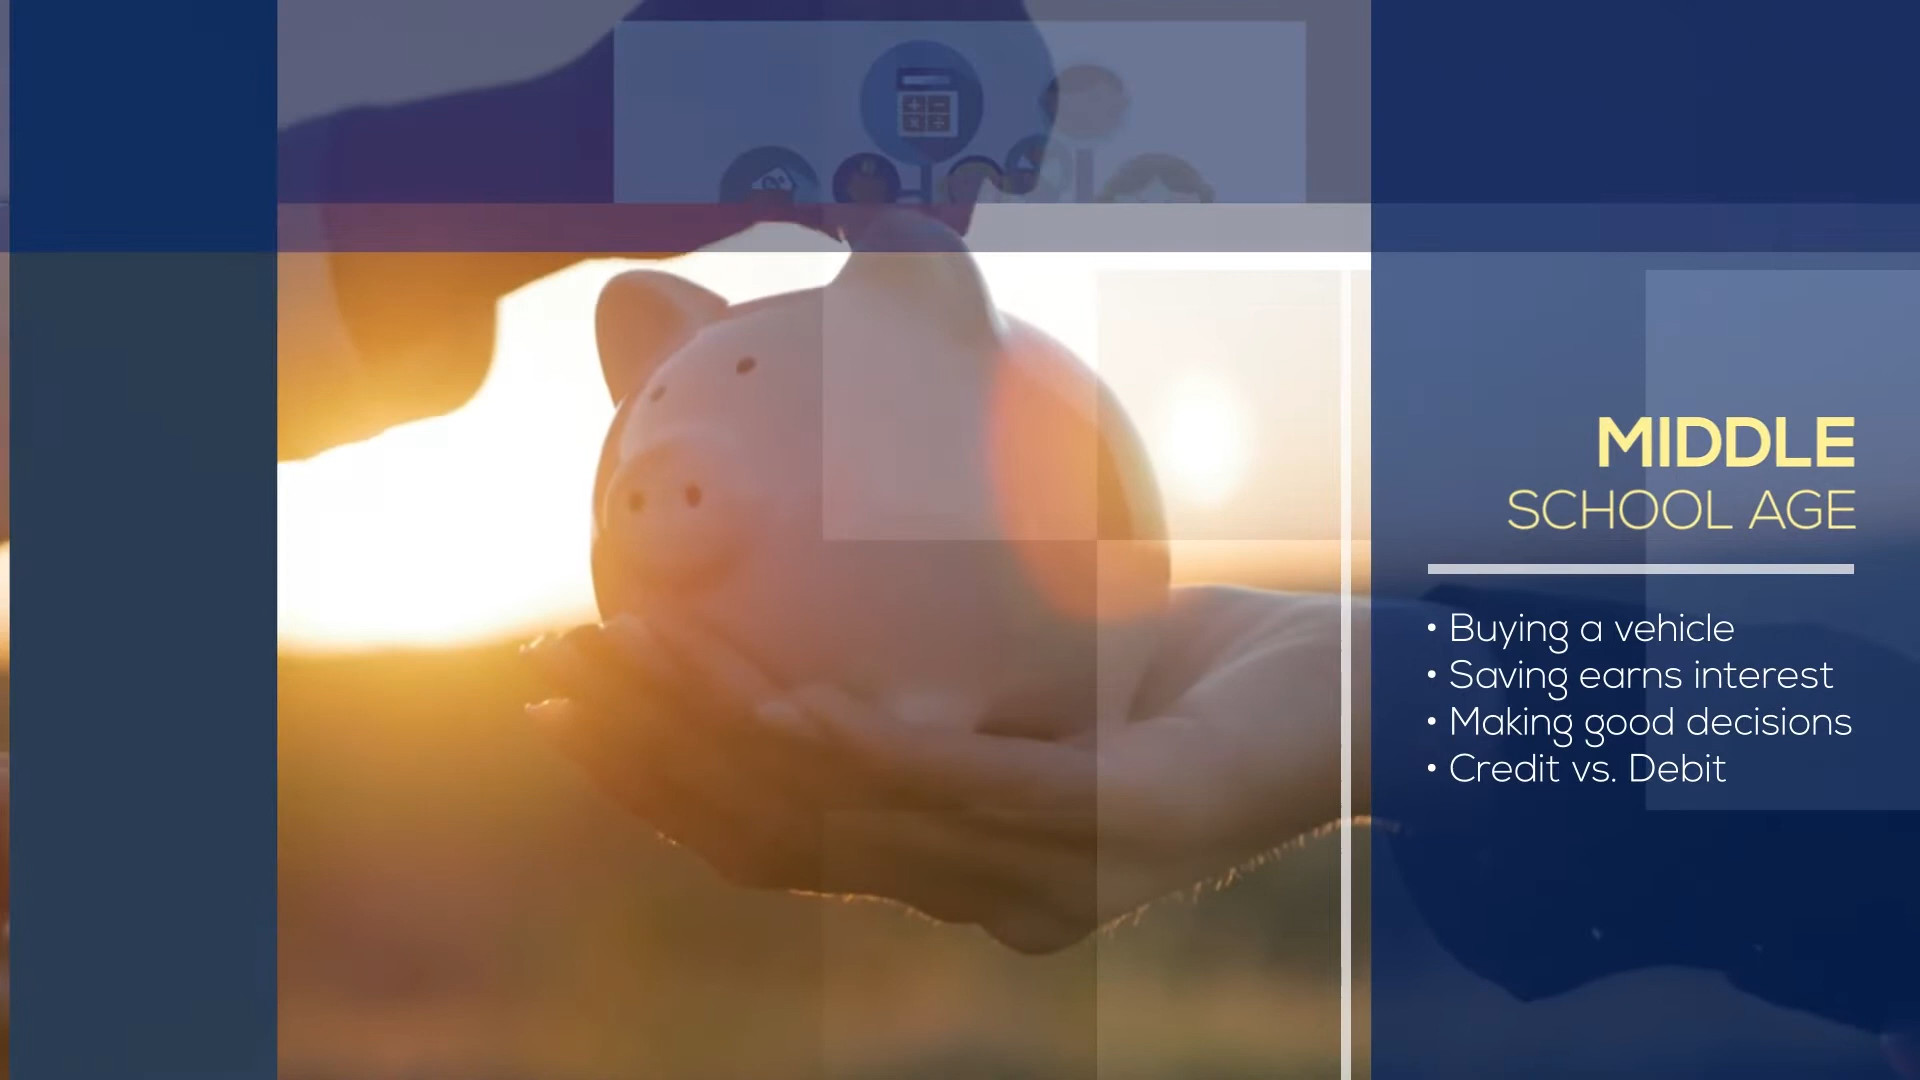 MIDDLE
SCHOOL AGE
• Buying a vehicle
• Saving earns interest
• Making good decisions
• Credit vs. Debit